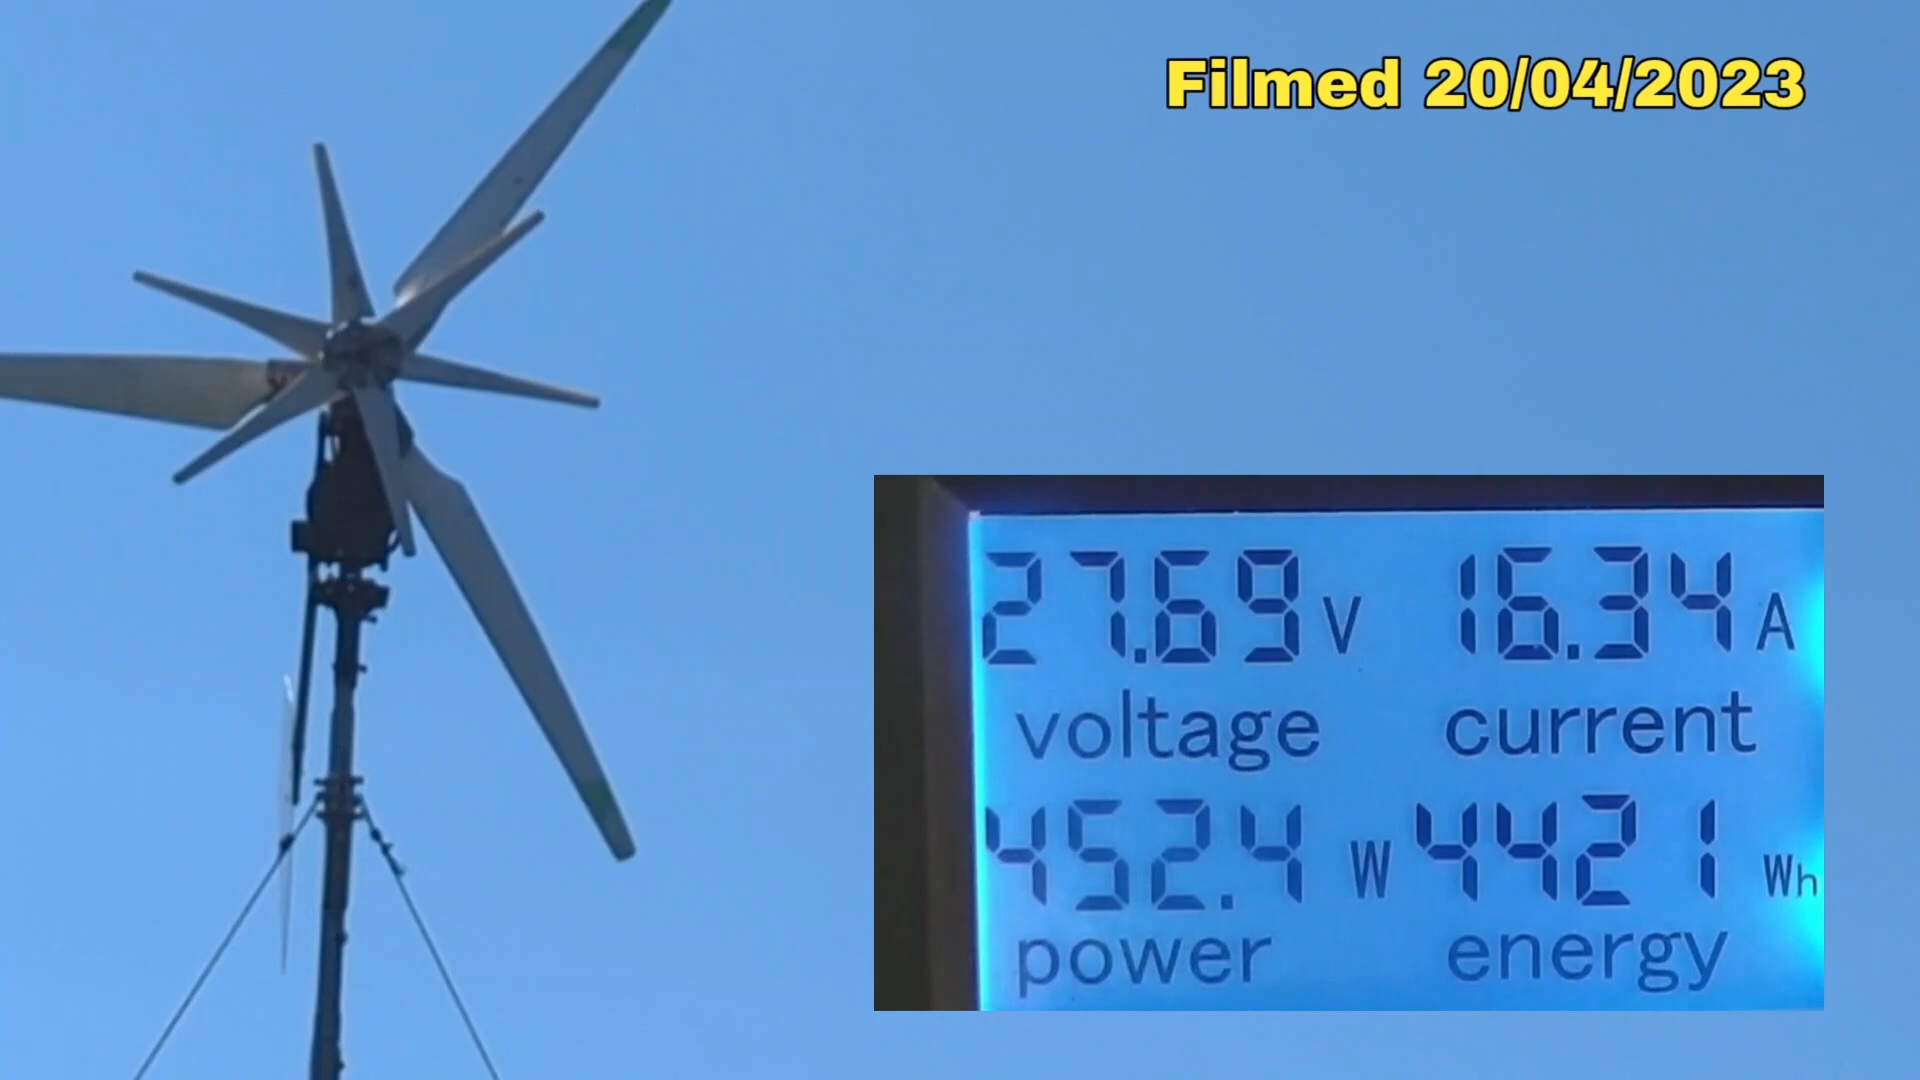 Filmed 20/04/2023
27.69 V 16.34 A
voltage current
452.4 W 4421 Wh
power energy